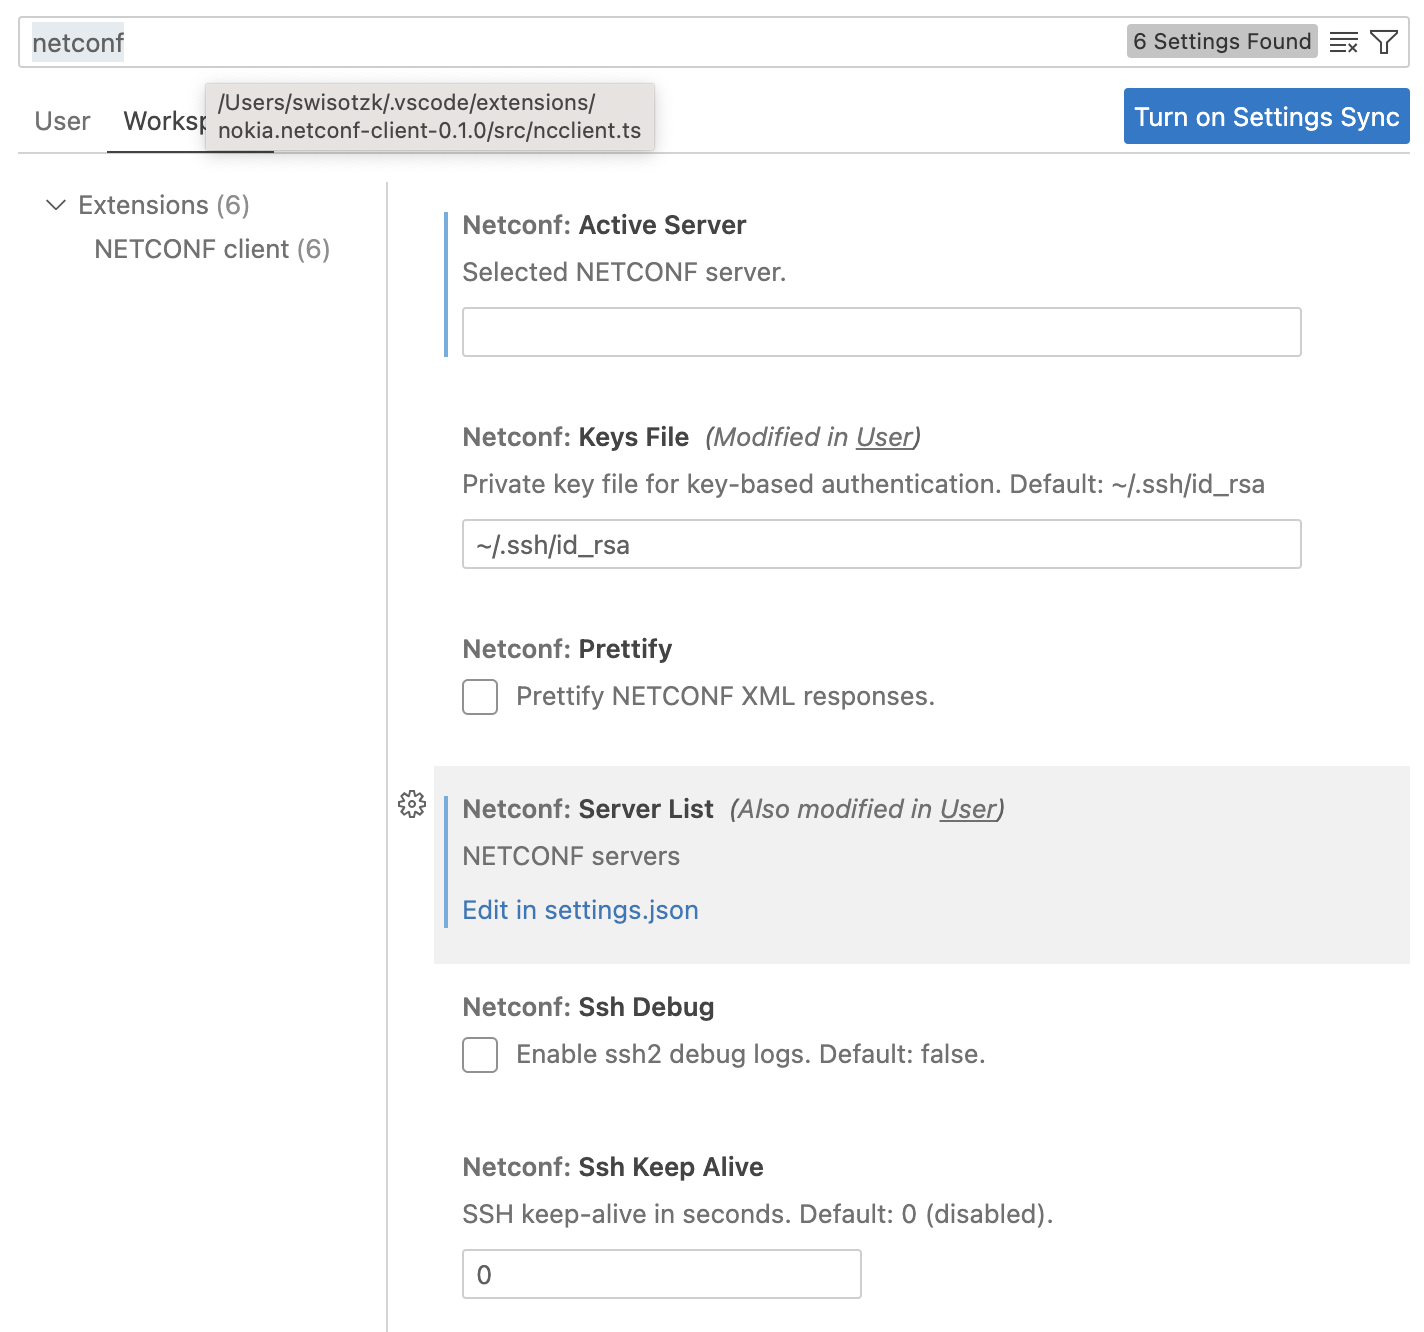 netconf
6 Settings Found
/Users/swisotzk/.vscode/extensions/
nokia.netconf-client-0.1.0/src/ncclient.ts
User
Worksp
Turn on Settings Sync
Extensions (6)
NETCONF client (6)
Netconf: Active Server
Selected NETCONF server.
Netconf: Keys File (Modified in User)
Private key file for key-based authentication. Default: ~/.ssh/id_rsa
~/.ssh/id_rsa
Netconf: Prettify
Prettify NETCONF XML responses.
Netconf: Server List (Also modified in User)
NETCONF servers
Edit in settings.json
Netconf: Ssh Debug
Enable ssh2 debug logs. Default: false.
Netconf: Ssh Keep Alive
SSH keep-alive in seconds. Default: 0 (disabled).
0